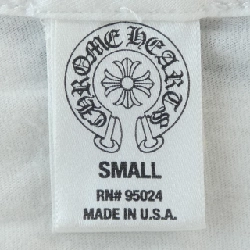 CHROME HEARTS
SMALL
RN# 95024
MADE IN U.S.A.